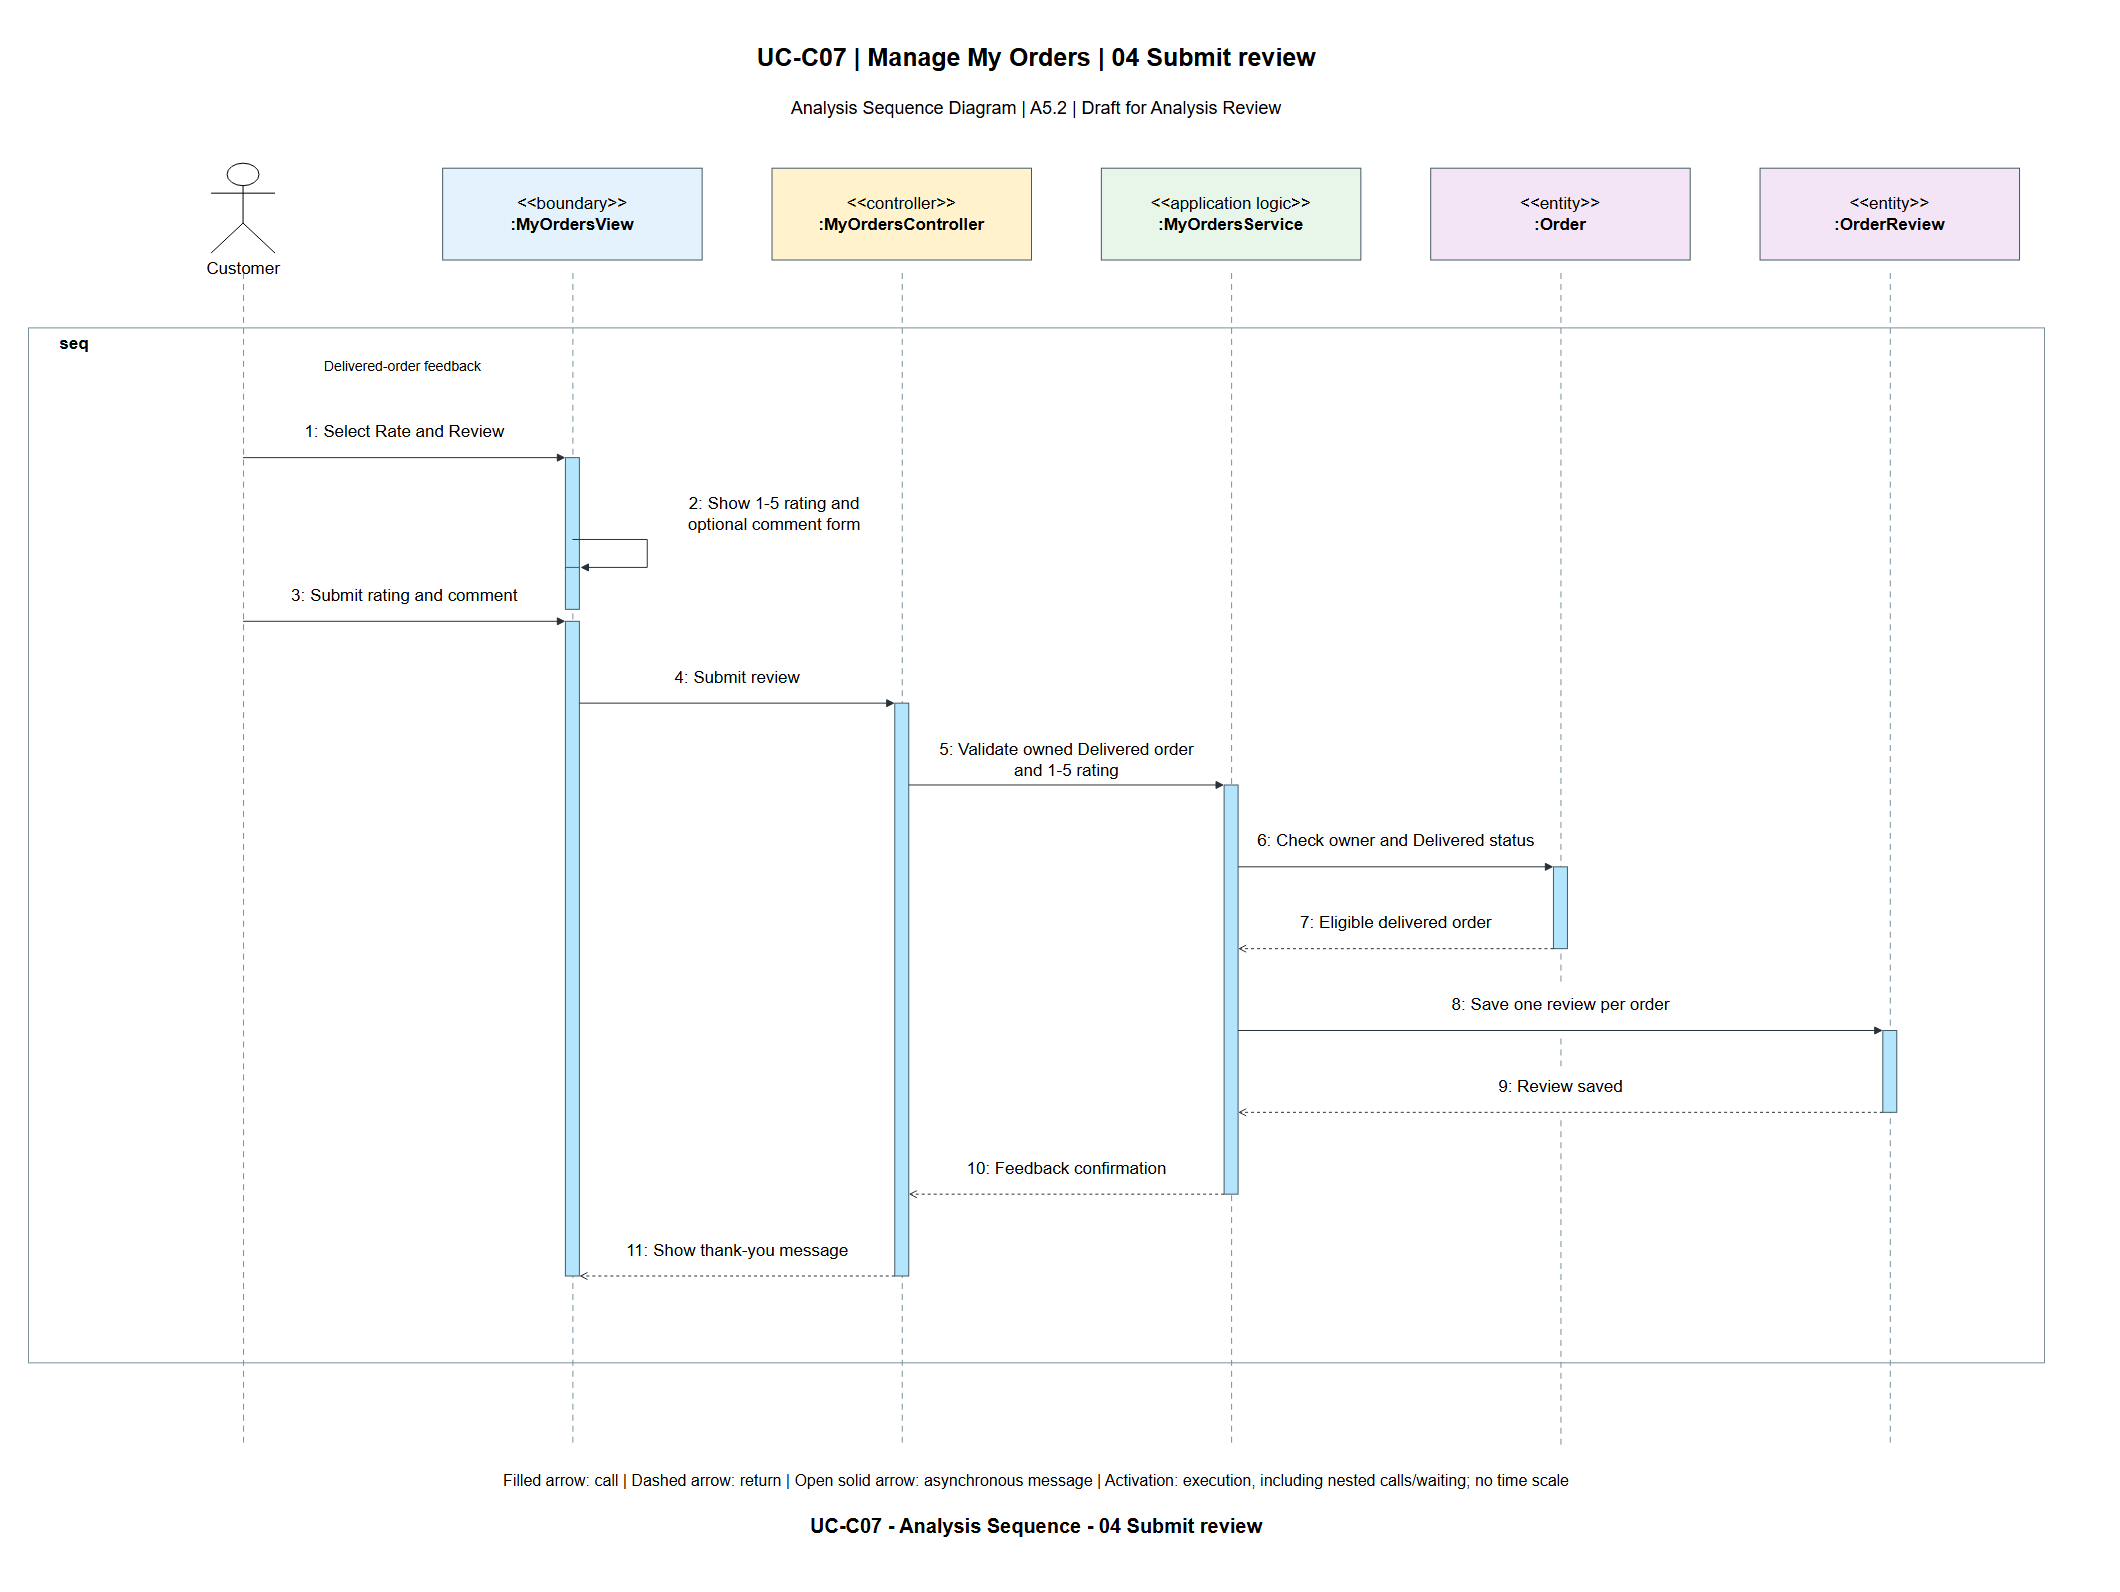 UC-C07 | Manage My Orders | 04 Submit review
Analysis Sequence Diagram | A5.2 | Draft for Analysis Review
Customer
<<boundary>>
:MyOrdersView
<<controller>>
:MyOrdersController
<<application logic>>
:MyOrdersService
<<entity>>
:Order
<<entity>>
:OrderReview
seq
Delivered-order feedback
1: Select Rate and Review
2: Show 1-5 rating and
optional comment form
3: Submit rating and comment
4: Submit review
5: Validate owned Delivered order
and 1-5 rating
6: Check owner and Delivered status
7: Eligible delivered order
8: Save one review per order
9: Review saved
10: Feedback confirmation
11: Show thank-you message
Filled arrow: call | Dashed arrow: return | Open solid arrow: asynchronous message | Activation: execution, including nested calls/waiting; no time scale
UC-C07 - Analysis Sequence - 04 Submit review